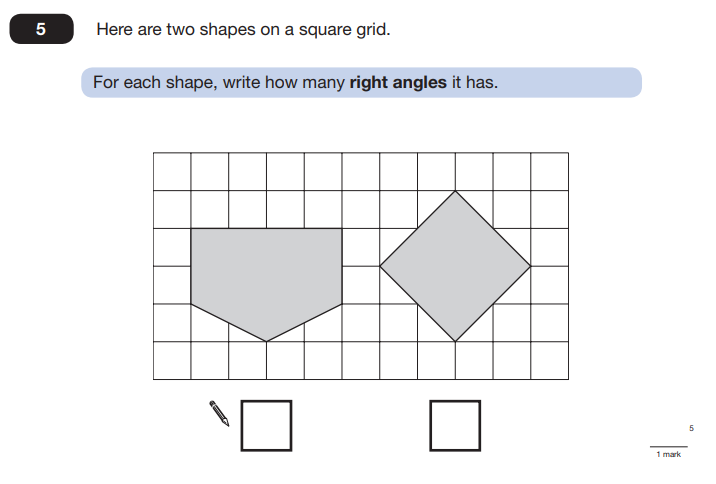 5
Here are two shapes on a square grid.
For each shape, write how many right angles it has.
5
1 mark